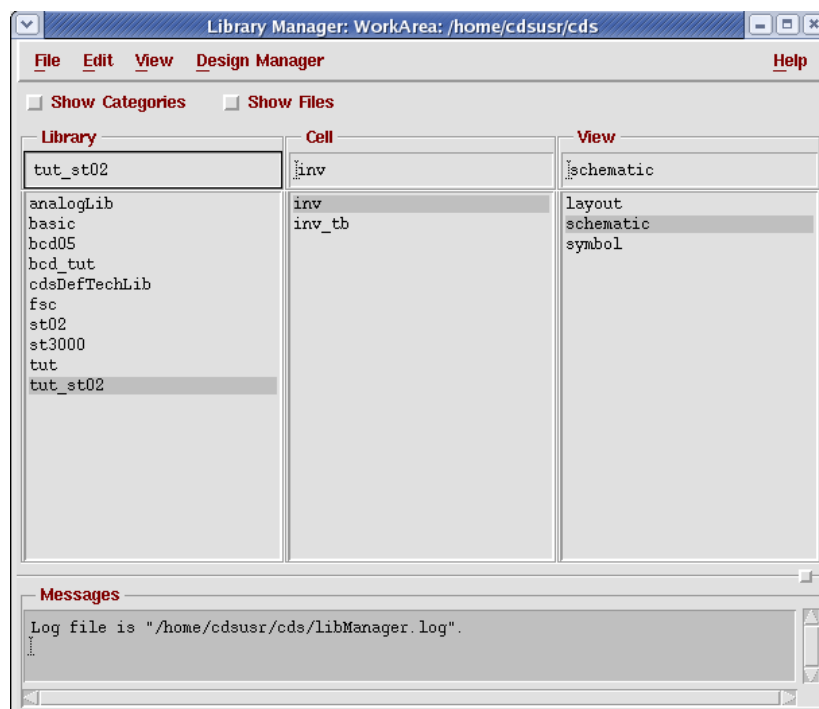 Library Manager: WorkArea: /home/cdsusr/cds
File Edit View Design Manager Help
Show Categories Show Files
Library Cell View
tut_st02 inv schematic
analogLib inv layout
basic inv_tb schematic
bcd05 symbol
bcd_tut
cdsDefTechLib
fsc
st02
st3000
tut
tut_st02
Messages
Log file is "/home/cdsusr/cds/libManager.log".